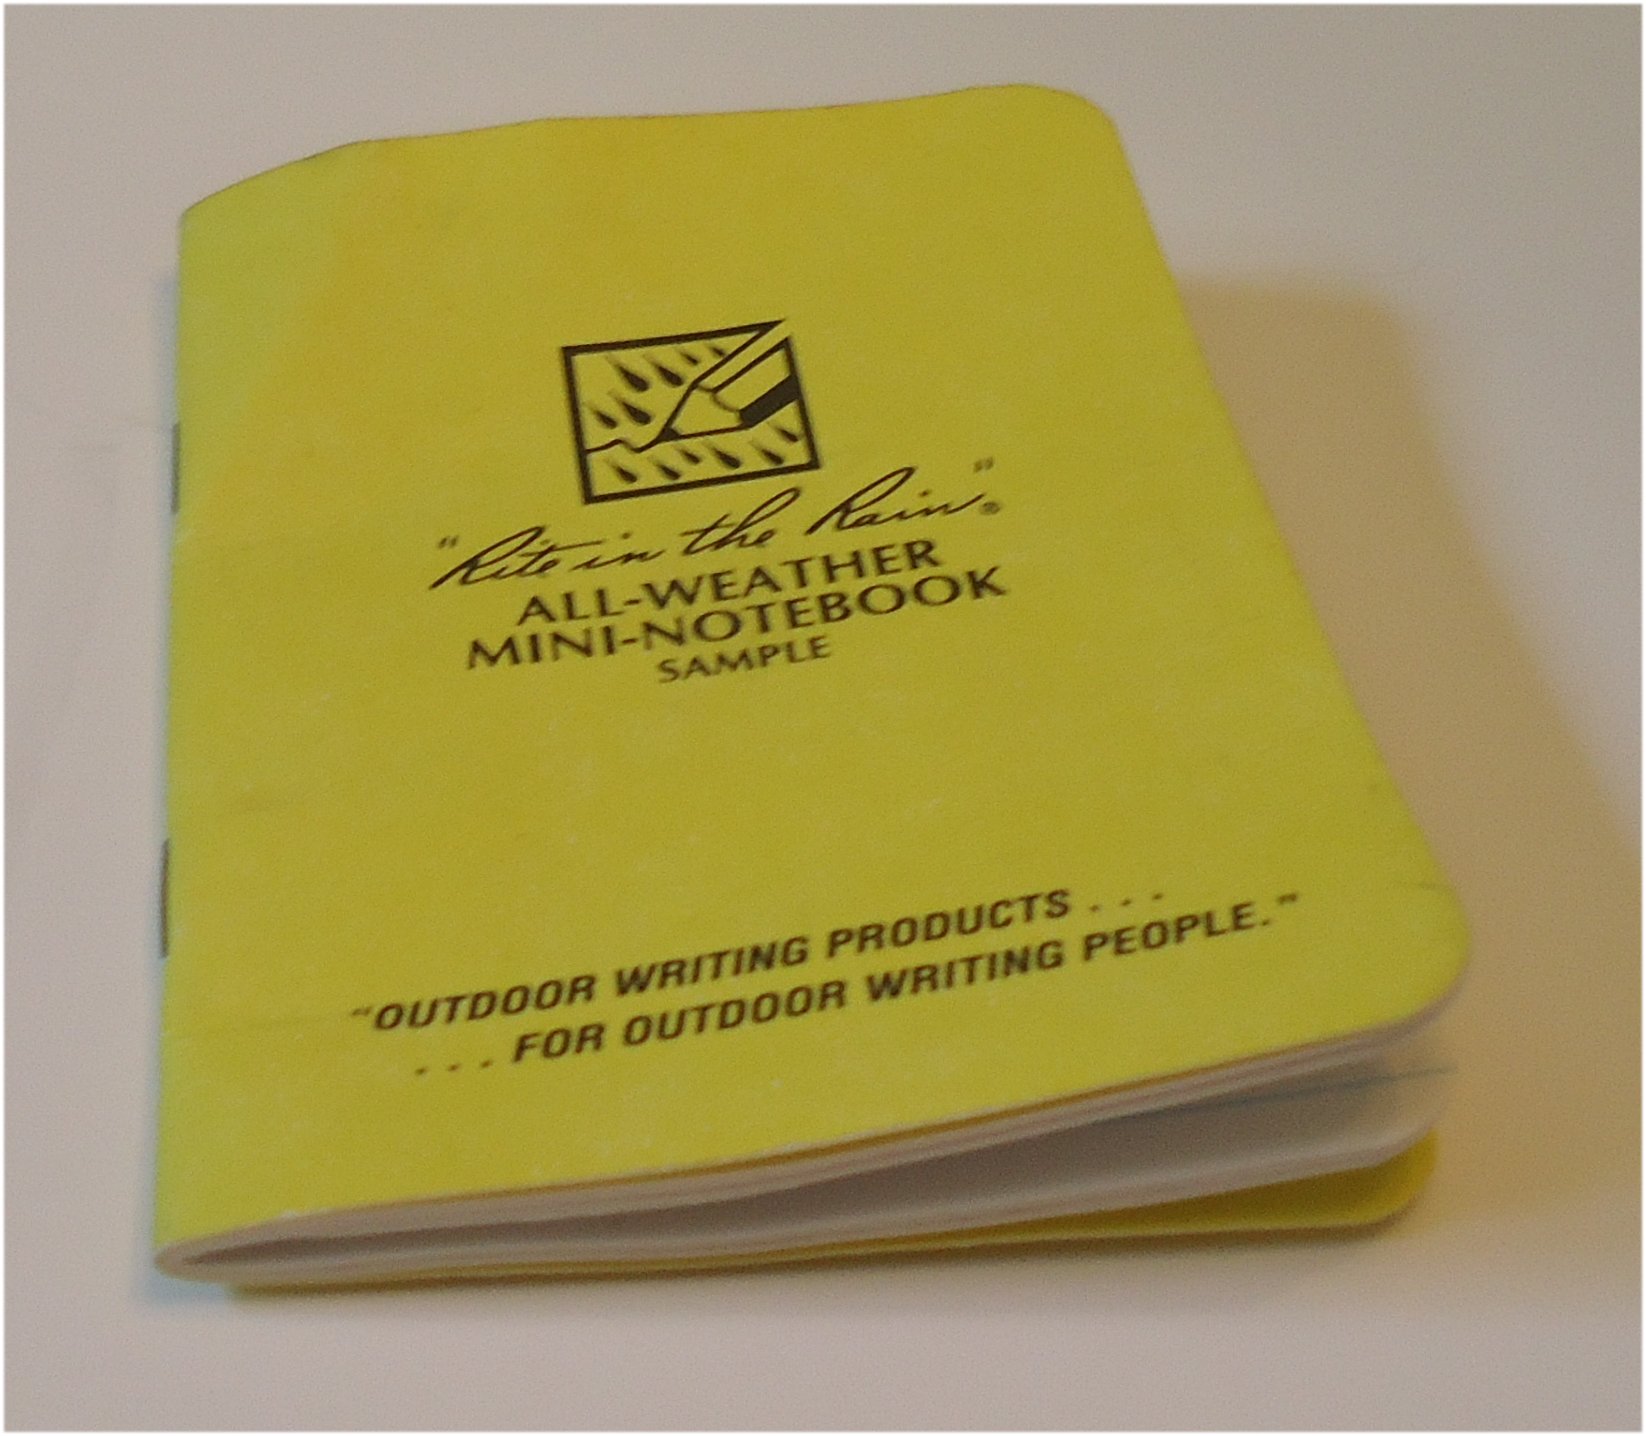 "Rite in the Rain"®
ALL-WEATHER
MINI-NOTEBOOK
SAMPLE
"OUTDOOR WRITING PRODUCTS . . .
. . . FOR OUTDOOR WRITING PEOPLE."